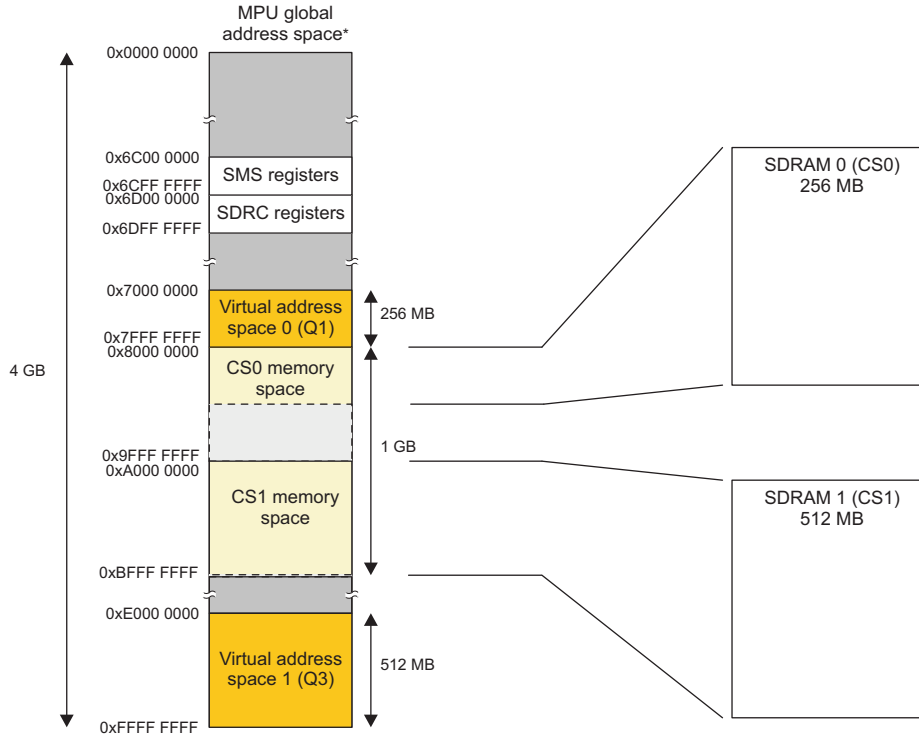 MPU global
address space*
0x0000 0000
0x6C00 0000
SMS registers
0x6CFF FFFF
0x6D00 0000
SDRC registers
0x6DFF FFFF
0x7000 0000
Virtual address
space 0 (Q1)
256 MB
0x7FFF FFFF
0x8000 0000
4 GB
CS0 memory
space
1 GB
0x9FFF FFFF
0xA000 0000
CS1 memory
space
0xBFFF FFFF
0xE000 0000
Virtual address
space 1 (Q3)
512 MB
0xFFFF FFFF
SDRAM 0 (CS0)
256 MB
SDRAM 1 (CS1)
512 MB